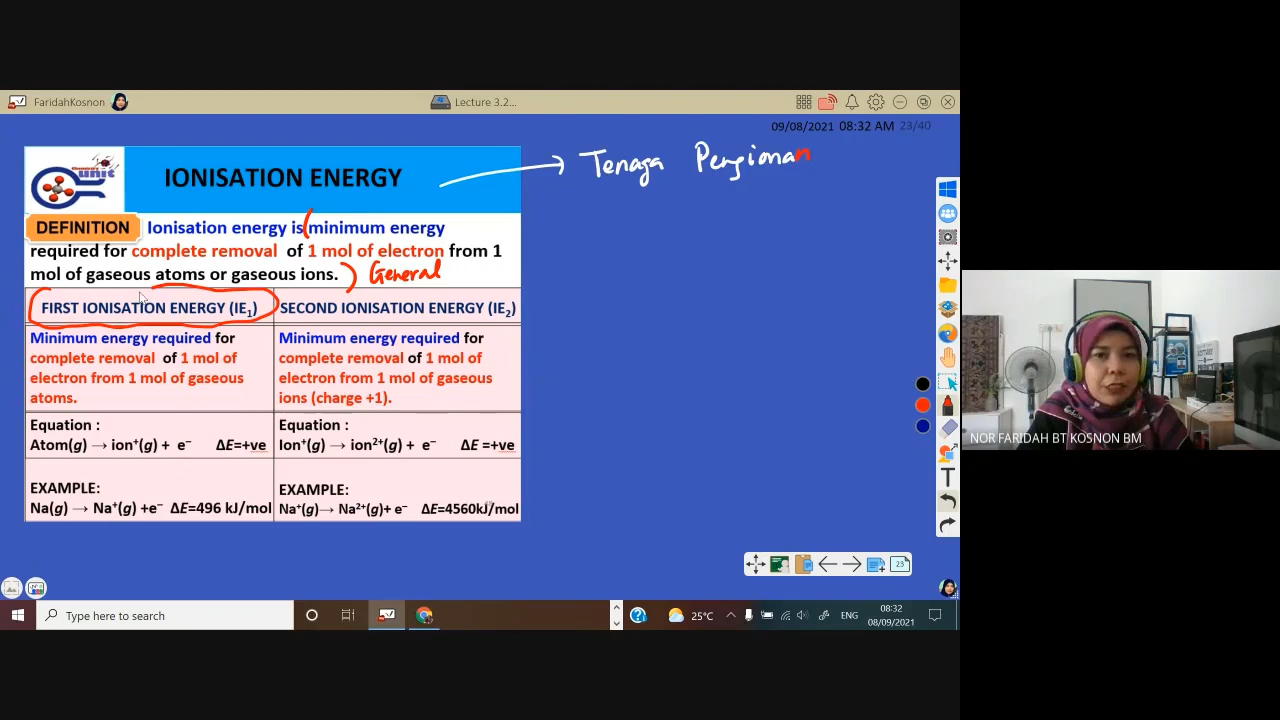 FaridahKosnon
Lecture 3.2...
09/08/2021 08:32 AM 23/40
unit
IONISATION ENERGY
Tenaga Pengionan
DEFINITION
Ionisation energy is (minimum energy
required for complete removal of 1 mol of electron from 1
mol of gaseous atoms or gaseous ions. ) General
FIRST IONISATION ENERGY (IE₁)
SECOND IONISATION ENERGY (IE₂)
Minimum energy required for
complete removal of 1 mol of
electron from 1 mol of gaseous
atoms.
Minimum energy required for
complete removal of 1 mol of
electron from 1 mol of gaseous
ions (charge +1).
Equation :
Atom(g) → ion⁺(g) + e⁻ ΔE=+ve
Equation :
Ion⁺(g) → ion²⁺(g) + e⁻ ΔE =+ve
EXAMPLE:
Na(g) → Na⁺(g) +e⁻ ΔE=496 kJ/mol
EXAMPLE:
Na⁺(g)→ Na²⁺(g)+ e⁻ ΔE=4560kJ/mol
NOR FARIDAH BT KOSNON BM
T
23
Type here to search
25°C
ENG
08:32
08/09/2021